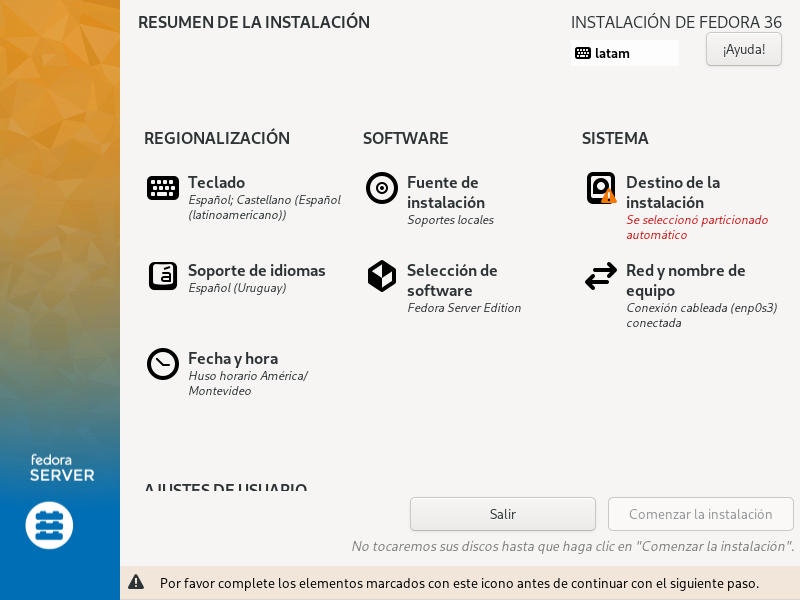 RESUMEN DE LA INSTALACIÓN
INSTALACIÓN DE FEDORA 36
latam
¡Ayuda!
REGIONALIZACIÓN
Teclado
Español; Castellano (Español
(latinoamericano))
Soporte de idiomas
Español (Uruguay)
Fecha y hora
Huso horario América/
Montevideo
SOFTWARE
Fuente de
instalación
Soportes locales
Selección de
software
Fedora Server Edition
SISTEMA
Destino de la
instalación
Se seleccionó particionado
automático
Red y nombre de
equipo
Conexión cableada (enp0s3)
conectada
AJUSTES DE USUARIO
fedora
SERVER
Salir
Comenzar la instalación
No tocaremos sus discos hasta que haga clic en "Comenzar la instalación".
Por favor complete los elementos marcados con este icono antes de continuar con el siguiente paso.